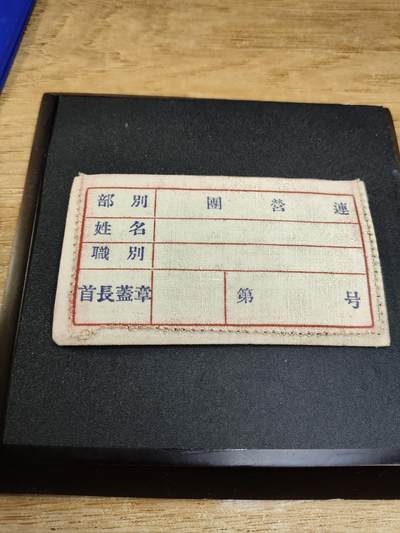 部別 團 營 連
姓名
職別
首長蓋章 第 号